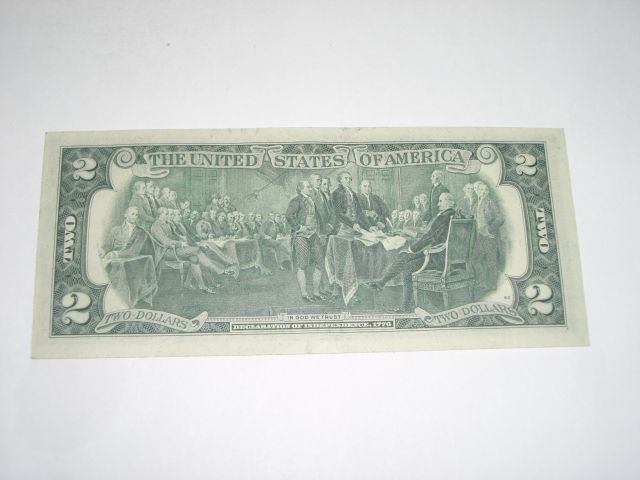 2 THE UNITED STATES OF AMERICA 2
TWO TWO
2 2
TWO DOLLARS TWO DOLLARS
IN GOD WE TRUST
DECLARATION OF INDEPENDENCE, 1776